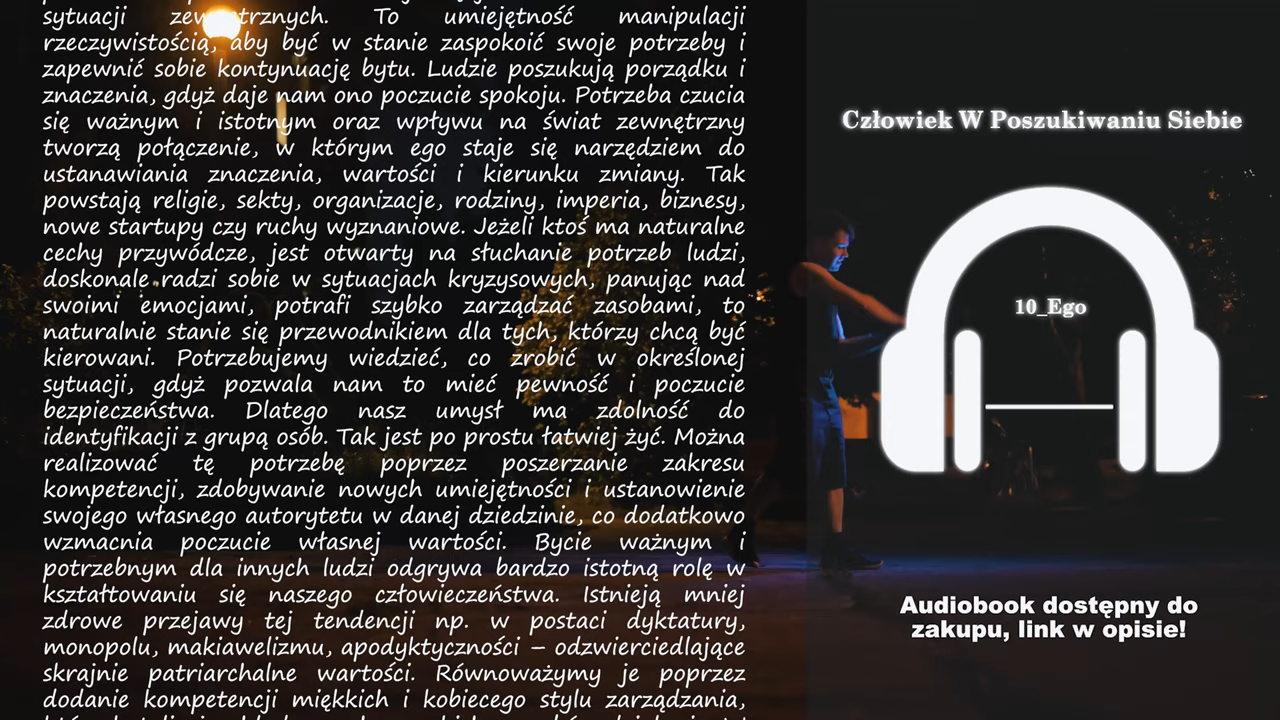 sytuacji zewnętrznych. To umiejętność manipulacji
rzeczywistością, aby być w stanie zaspokoić swoje potrzeby i
zapewnić sobie kontynuację bytu. Ludzie poszukują porządku i
znaczenia, gdyż daje nam ono poczucie spokoju. Potrzeba czucia
się ważnym i istotnym oraz wpływu na świat zewnętrzny
tworzą połączenie, w którym ego staje się narzędziem do
ustanawiania znaczenia, wartości i kierunku zmiany. Tak
powstają religie, sekty, organizacje, rodziny, imperia, biznesy,
nowe startupy czy ruchy wyznaniowe. Jeżeli ktoś ma naturalne
cechy przywódcze, jest otwarty na słuchanie potrzeb ludzi,
doskonale radzi sobie w sytuacjach kryzysowych, panując nad
swoimi emocjami, potrafi szybko zarządzać zasobami, to
naturalnie stanie się przewodnikiem dla tych, którzy chcą być
kierowani. Potrzebujemy wiedzieć, co zrobić w określonej
sytuacji, gdyż pozwala nam to mieć pewność i poczucie
bezpieczeństwa. Dlatego nasz umysł ma zdolność do
identyfikacji z grupą osób. Tak jest po prostu łatwiej żyć. Można
realizować tę potrzebę poprzez poszerzanie zakresu
kompetencji, zdobywanie nowych umiejętności i ustanowienie
swojego własnego autorytetu w danej dziedzinie, co dodatkowo
wzmacnia poczucie własnej wartości. Bycie ważnym i
potrzebnym dla innych ludzi odgrywa bardzo istotną rolę w
kształtowaniu się naszego człowieczeństwa. Istnieją mniej
zdrowe przejawy tej tendencji np. w postaci dyktatury,
monopolu, makiawelizmu, apodyktyczności – odzwierciedlające
skrajnie patriarchalne wartości. Równoważymy je poprzez
dodanie kompetencji miękkich i kobiecego stylu zarządzania,
Człowiek W Poszukiwaniu Siebie
10_Ego
Audiobook dostępny do
zakupu, link w opisie!